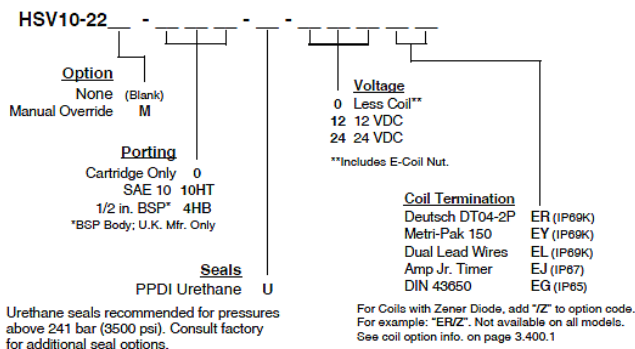 HSV10-22__ - ___ - _ - ___ __
Option
None (Blank)
Manual Override M
Porting
Cartridge Only 0
SAE 10 10HT
1/2 in. BSP* 4HB
*BSP Body; U.K. Mfr. Only
Seals
PPDI Urethane U
Urethane seals recommended for pressures
above 241 bar (3500 psi). Consult factory
for additional seal options.
Voltage
0 Less Coil**
12 12 VDC
24 24 VDC
**Includes E-Coil Nut.
Coil Termination
Deutsch DT04-2P ER (IP69K)
Metri-Pak 150 EY (IP69K)
Dual Lead Wires EL (IP69K)
Amp Jr. Timer EJ (IP67)
DIN 43650 EG (IP65)
For Coils with Zener Diode, add "/Z" to option code.
For example: "ER/Z". Not available on all models.
See coil option info. on page 3.400.1